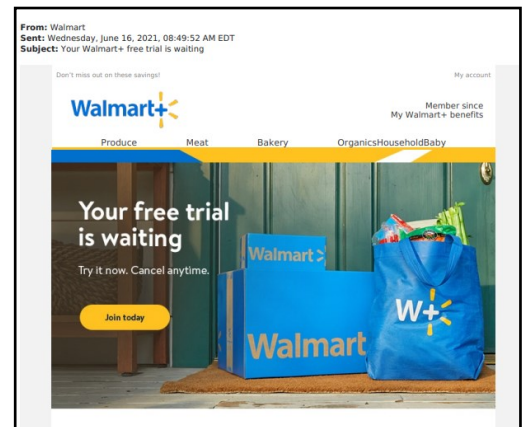 From: Walmart
Sent: Wednesday, June 16, 2021, 08:49:52 AM EDT
Subject: Your Walmart+ free trial is waiting
Don't miss out on these savings! My account
Walmart+
Member since
My Walmart+ benefits
Produce Meat Bakery OrganicsHouseholdBaby
Your free trial
is waiting
Try it now. Cancel anytime.
Join today
Walmart
Walmart
W+